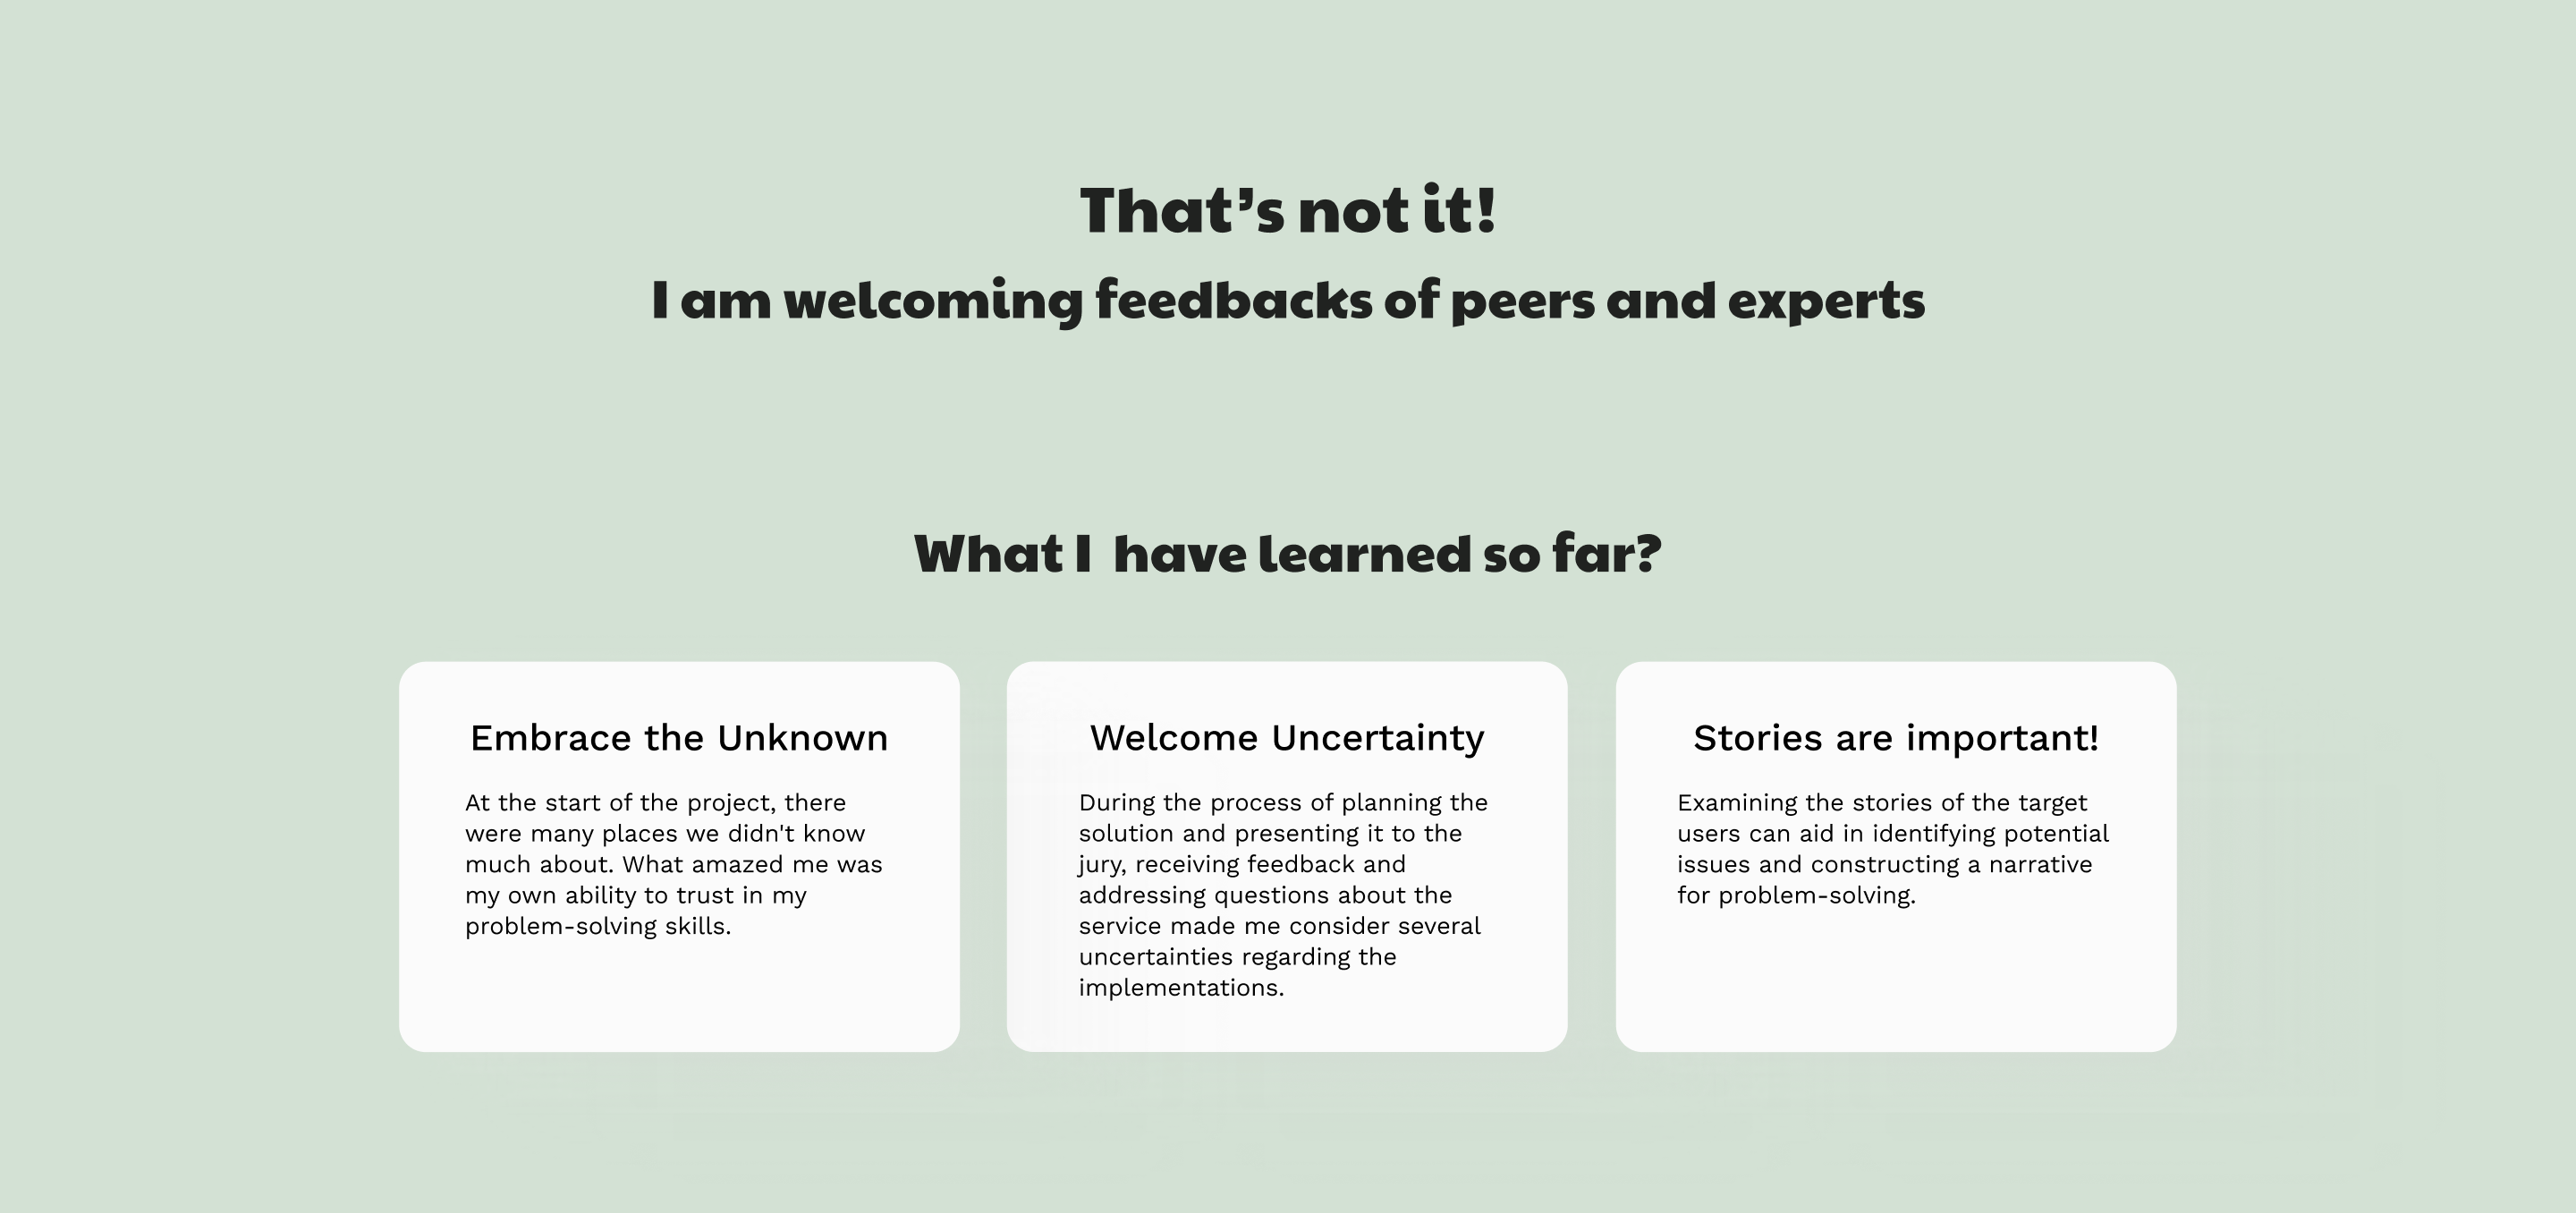 That’s not it!
I am welcoming feedbacks of peers and experts
What I  have learned so far?
Embrace the Unknown
At the start of the project, there
were many places we didn't know
much about. What amazed me was
my own ability to trust in my
problem-solving skills.
Welcome Uncertainty
During the process of planning the
solution and presenting it to the
jury, receiving feedback and
addressing questions about the
service made me consider several
uncertainties regarding the
implementations.
Stories are important!
Examining the stories of the target
users can aid in identifying potential
issues and constructing a narrative
for problem-solving.